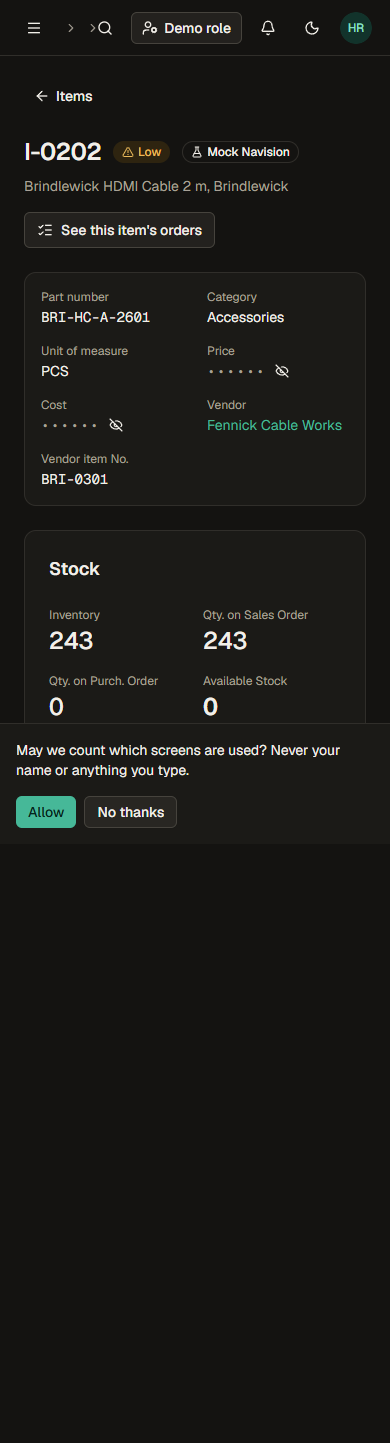 Demo role
HR
Items
I-0202
Low
Mock Navision
Brindlewick HDMI Cable 2 m, Brindlewick
See this item's orders
Part number
Category
BRI-HC-A-2601
Accessories
Unit of measure
Price
PCS
••••••
Cost
Vendor
••••••
Fennick Cable Works
Vendor item No.
BRI-0301
Stock
Inventory
Qty. on Sales Order
243
243
Qty. on Purch. Order
Available Stock
0
0
May we count which screens are used? Never your
name or anything you type.
Allow
No thanks